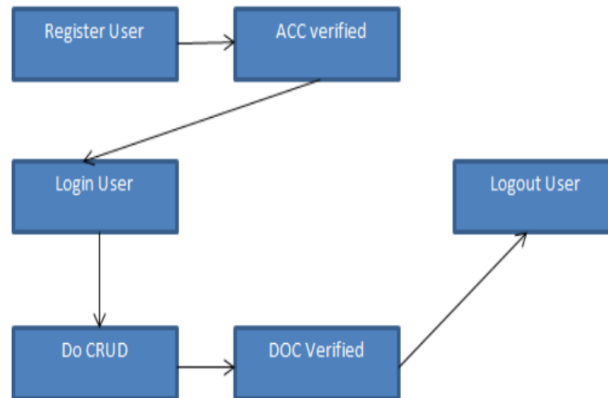 Register User
ACC verified
Login User
Logout User
Do CRUD
DOC Verified